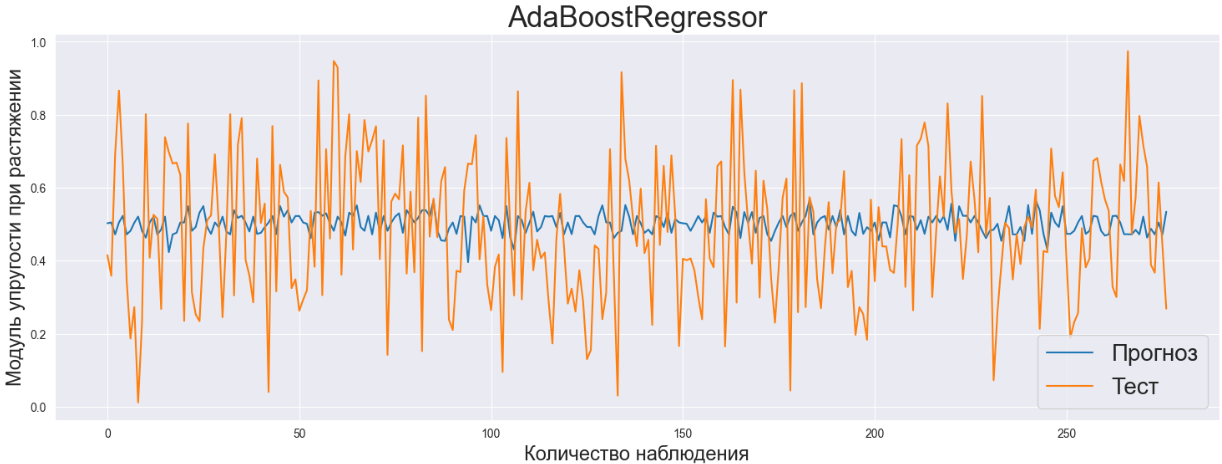 AdaBoostRegressor
Модуль упругости при растяжении
1.0
0.8
0.6
0.4
0.2
0.0
0 50 100 150 200 250
Количество наблюдения
Прогноз
Тест